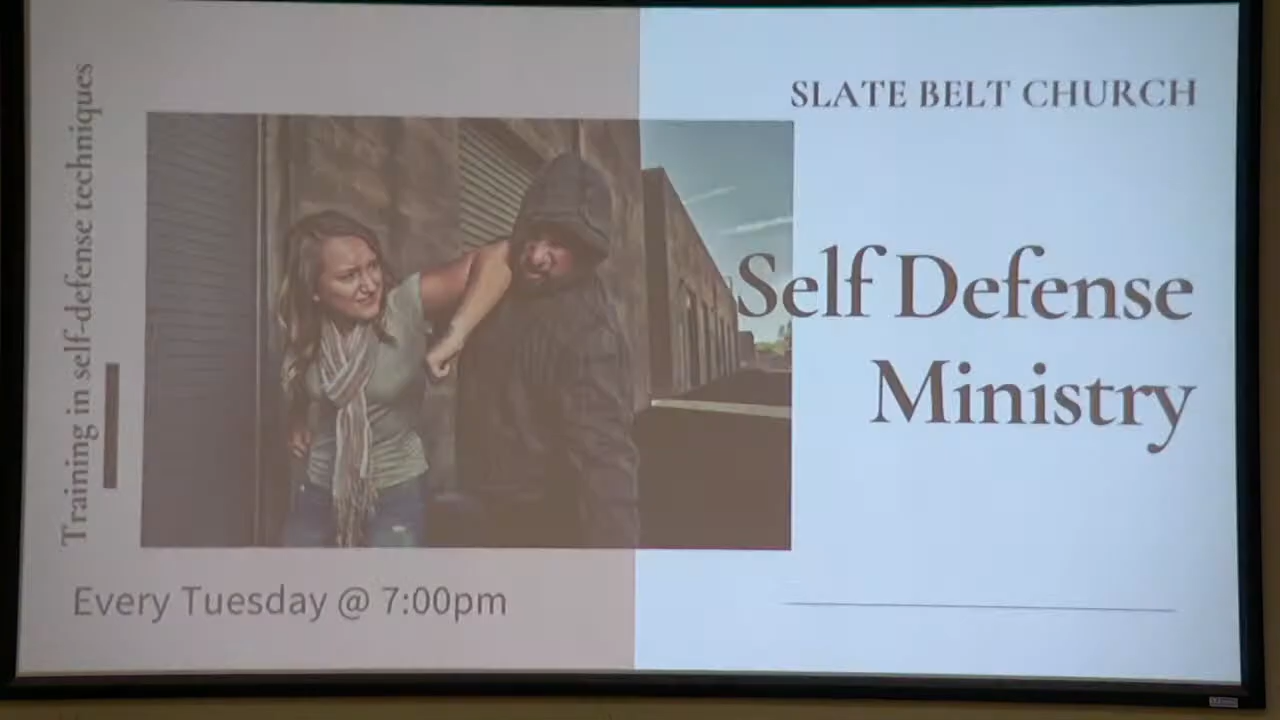 SLATE BELT CHURCH
Self Defense
Ministry
Training in self-defense techniques
Every Tuesday @ 7:00pm